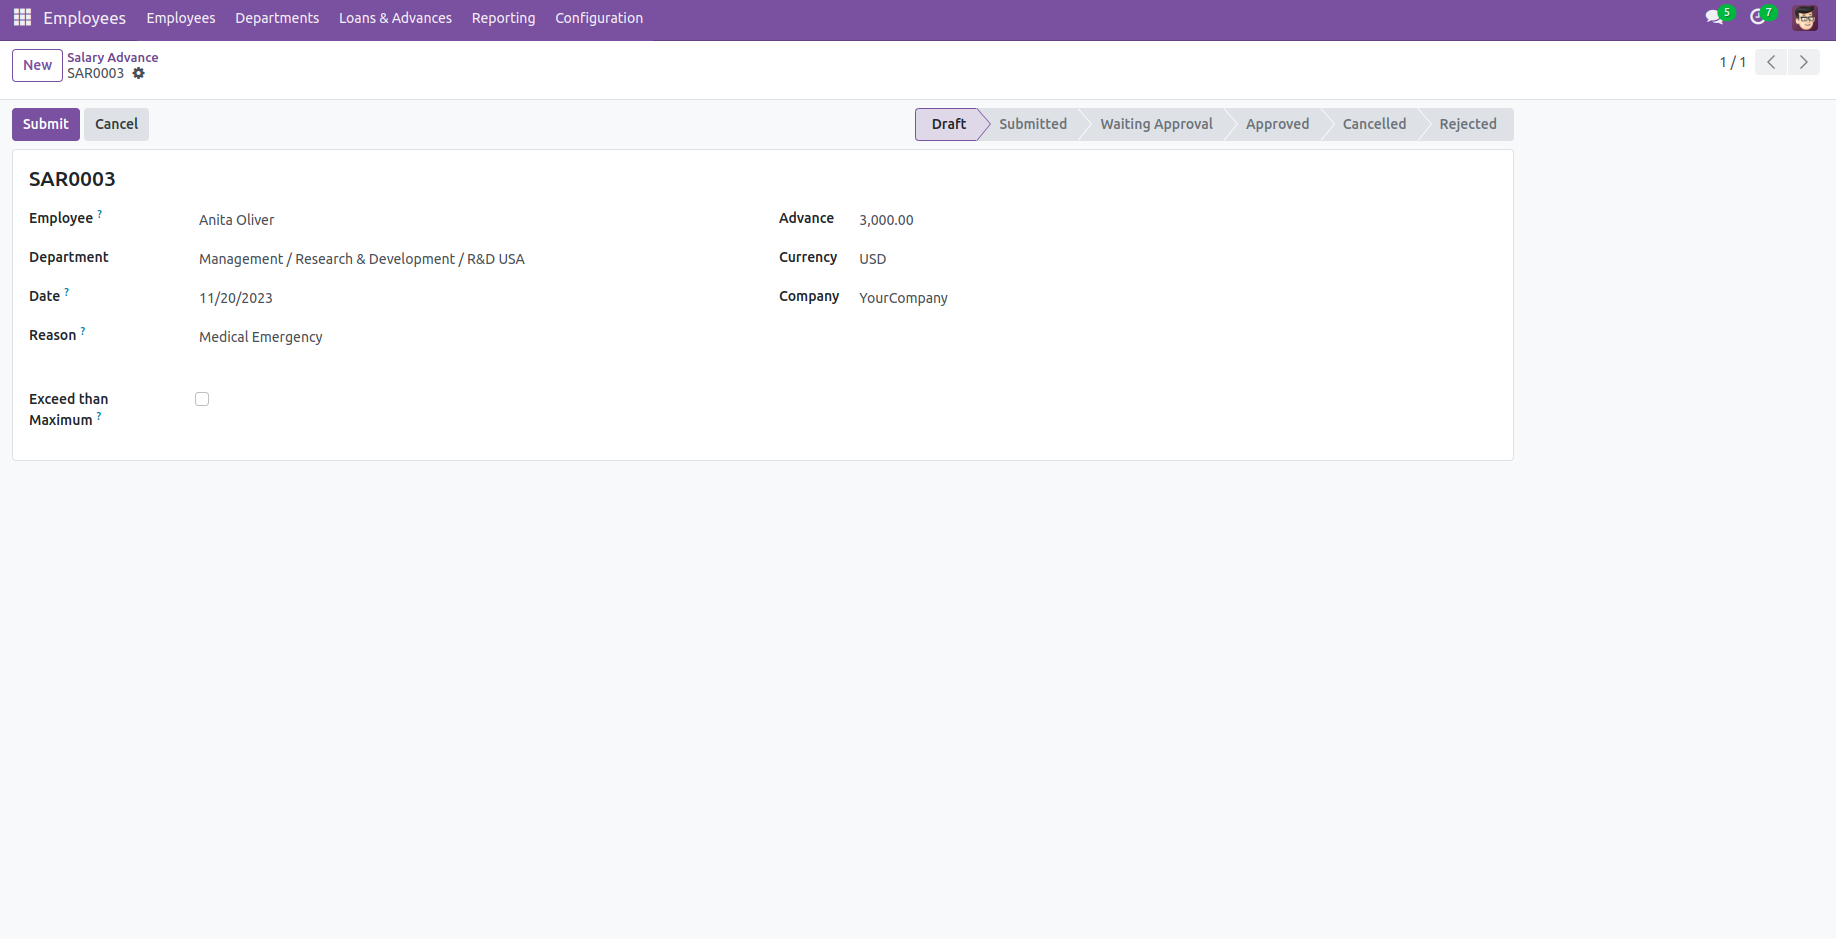 Employees Employees Departments Loans & Advances Reporting Configuration 5 7
New Salary Advance 1 / 1
SAR0003
Submit Cancel Draft Submitted Waiting Approval Approved Cancelled Rejected
SAR0003
Employee ? Anita Oliver Advance 3,000.00
Department Management / Research & Development / R&D USA Currency USD
Date ? 11/20/2023 Company YourCompany
Reason ? Medical Emergency
Exceed than
Maximum ?